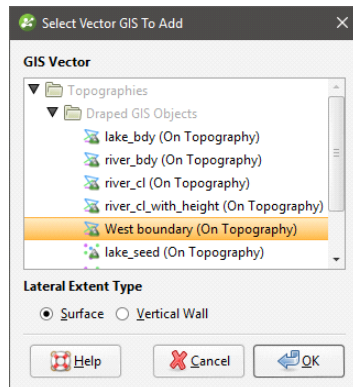 Select Vector GIS To Add
GIS Vector
Topographies
Draped GIS Objects
lake_bdy (On Topography)
river_bdy (On Topography)
river_cl (On Topography)
river_cl_with_height (On Topography)
West boundary (On Topography)
lake_seed (On Topography)
Lateral Extent Type
Surface Vertical Wall
Help Cancel OK